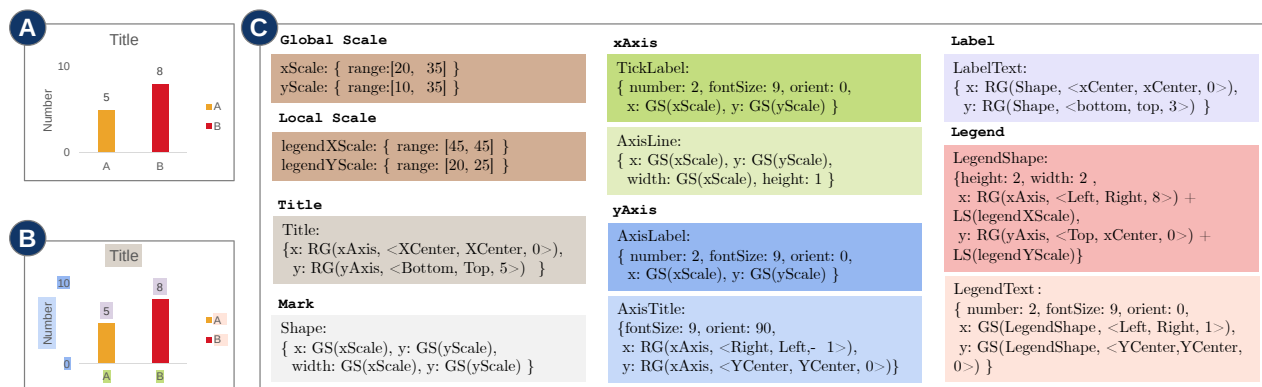 A
Title
10
8
5
Number
A
B
0
A
B
B
Title
10
8
5
Number
A
B
0
A
B
C
Global Scale
xScale: { range:[20, 35] }
yScale: { range:[10, 35] }
Local Scale
legendXScale: { range: [45, 45] }
legendYScale: { range: [20, 25] }
Title
Title:
{x: RG(xAxis, <XCenter, XCenter, 0>),
y: RG(yAxis, <Bottom, Top, 5>) }
Mark
Shape:
{ x: GS(xScale), y: GS(yScale),
width: GS(xScale), y: GS(yScale) }
xAxis
TickLabel:
{ number: 2, fontSize: 9, orient: 0,
x: GS(xScale), y: GS(yScale) }
AxisLine:
{ x: GS(xScale), y: GS(yScale),
width: GS(xScale), height: 1 }
yAxis
AxisLabel:
{ number: 2, fontSize: 9, orient: 0,
x: GS(xScale), y: GS(yScale) }
AxisTitle:
{fontSize: 9, orient: 90,
x: RG(xAxis, <Right, Left,- 1>),
y: RG(xAxis, <YCenter, YCenter, 0>)}
Label
LabelText:
{ x: RG(Shape, <xCenter, xCenter, 0>),
y: RG(Shape, <bottom, top, 3>) }
Legend
LegendShape:
{height: 2, width: 2 ,
x: RG(xAxis, <Left, Right, 8>) +
LS(legendXScale),
y: RG(yAxis, <Top, xCenter, 0>) +
LS(legendYScale)}
LegendText:
{ number: 2, fontSize: 9, orient: 0,
x: GS(LegendShape, <Left, Right, 1>),
y: GS(LegendShape, <YCenter,YCenter,
0>) }